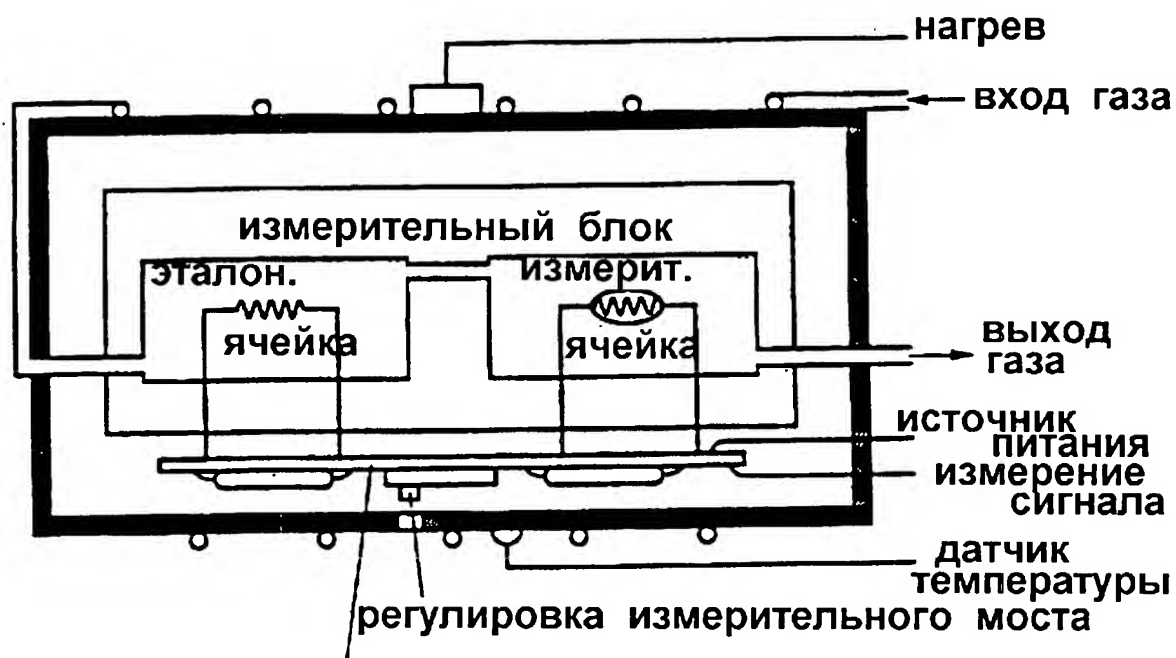 нагрев
вход газа
измерительный блок
эталон.
измерит.
ячейка
ячейка
выход
газа
источник
питания
измерение
сигнала
датчик
температуры
регулировка измерительного моста